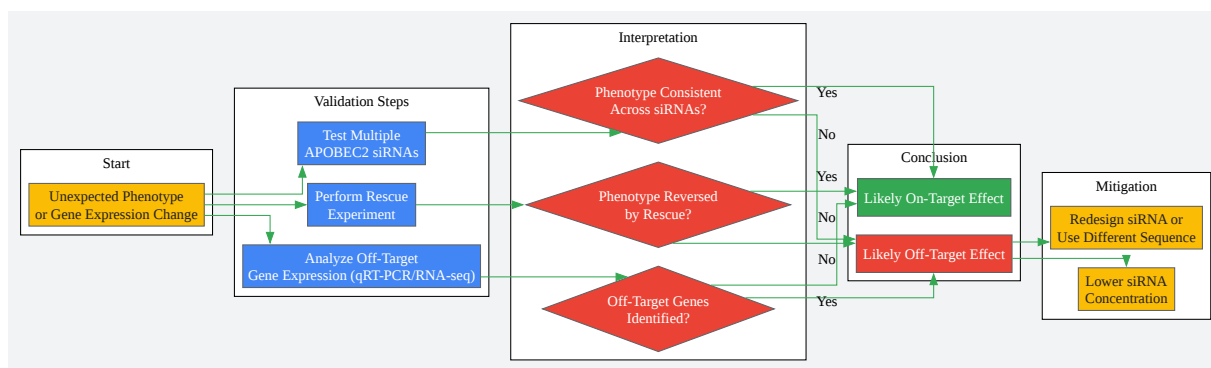 Start
Unexpected Phenotype
or Gene Expression Change
Validation Steps
Test Multiple
APOBEC2 siRNAs
Perform Rescue
Experiment
Analyze Off-Target
Gene Expression (qRT-PCR/RNA-seq)
Interpretation
Phenotype Consistent
Across siRNAs?
Phenotype Reversed
by Rescue?
Off-Target Genes
Identified?
Yes
No
Yes
No
No
Yes
Conclusion
Likely On-Target Effect
Likely Off-Target Effect
Mitigation
Redesign siRNA or
Use Different Sequence
Lower siRNA
Concentration